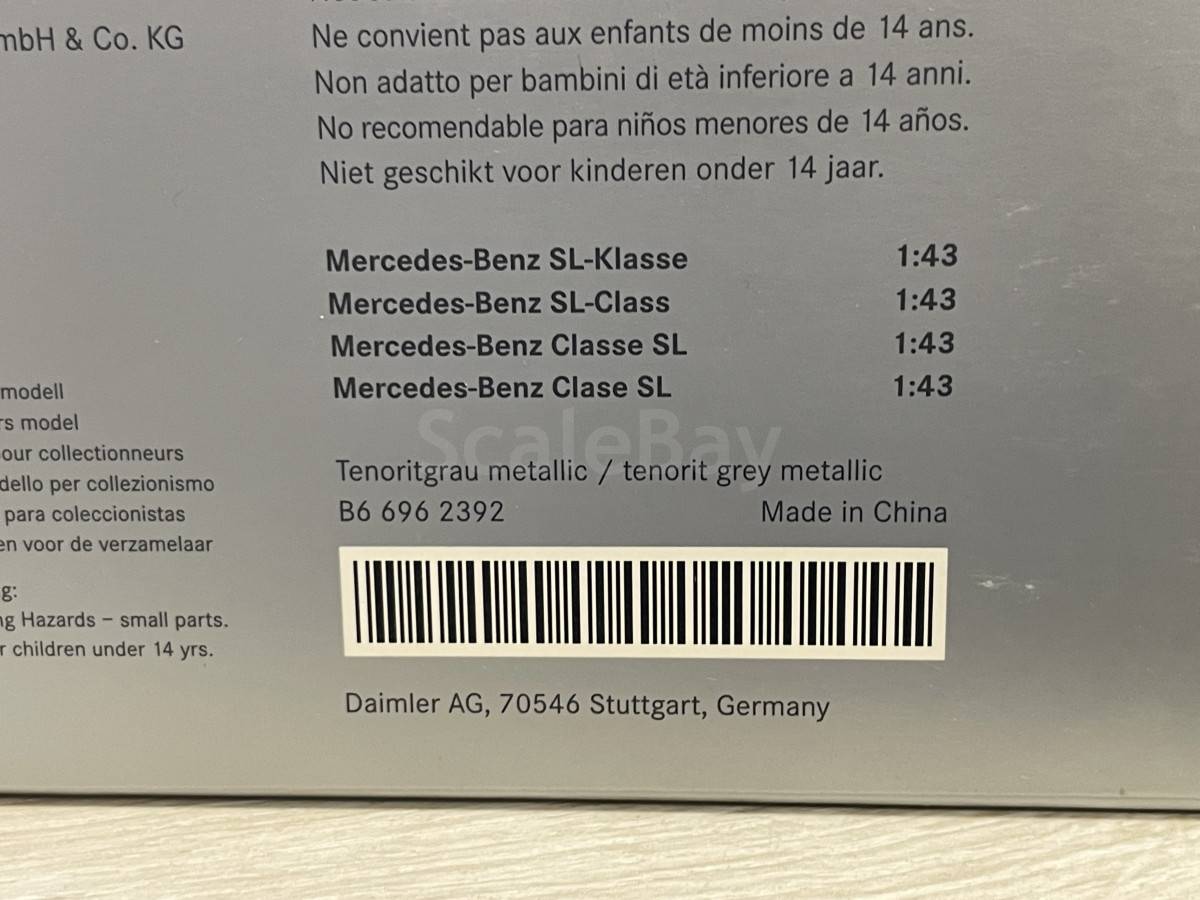 mbH & Co. KG
Ne convient pas aux enfants de moins de 14 ans.
Non adatto per bambini di età inferiore a 14 anni.
No recomendable para niños menores de 14 años.
Niet geschikt voor kinderen onder 14 jaar.
Mercedes-Benz SL-Klasse 1:43
Mercedes-Benz SL-Class 1:43
Mercedes-Benz Classe SL 1:43
Mercedes-Benz Clase SL 1:43
ScaleBay
Tenoritgrau metallic / tenorit grey metallic
B6 696 2392 Made in China
Daimler AG, 70546 Stuttgart, Germany
modell
rs model
our collectionneurs
dello per collezionismo
para coleccionistas
en voor de verzamelaar
g:
ng Hazards – small parts.
r children under 14 yrs.